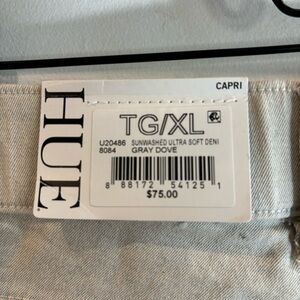 HUE
CAPRI
TG/XL
U20486 SUNWASHED ULTRA SOFT DENI
8084 GRAY DOVE
8 88172 54125 1
$75.00